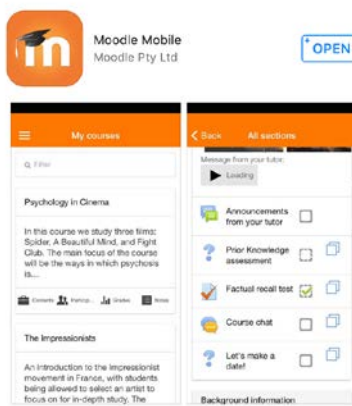 Moodle Mobile
Moodle Pty Ltd
OPEN
My courses
Filter
Psychology in Cinema
In this course we study three films:
Spider, A Beautiful Mind, and Fight
Club. The main focus of the course
will be the ways in which psychosis
is....
Contents Particip... Grades Notes
The Impressionists
An introduction to the Impressionist
movement in France, with students
being allowed to select an artist to
focus on for in-depth study. The
Back All sections
Message from your tutor:
Loading
Announcements
from your tutor
Prior Knowledge
assessment
Factual recall test
Course chat
Let's make a
date!
Background information